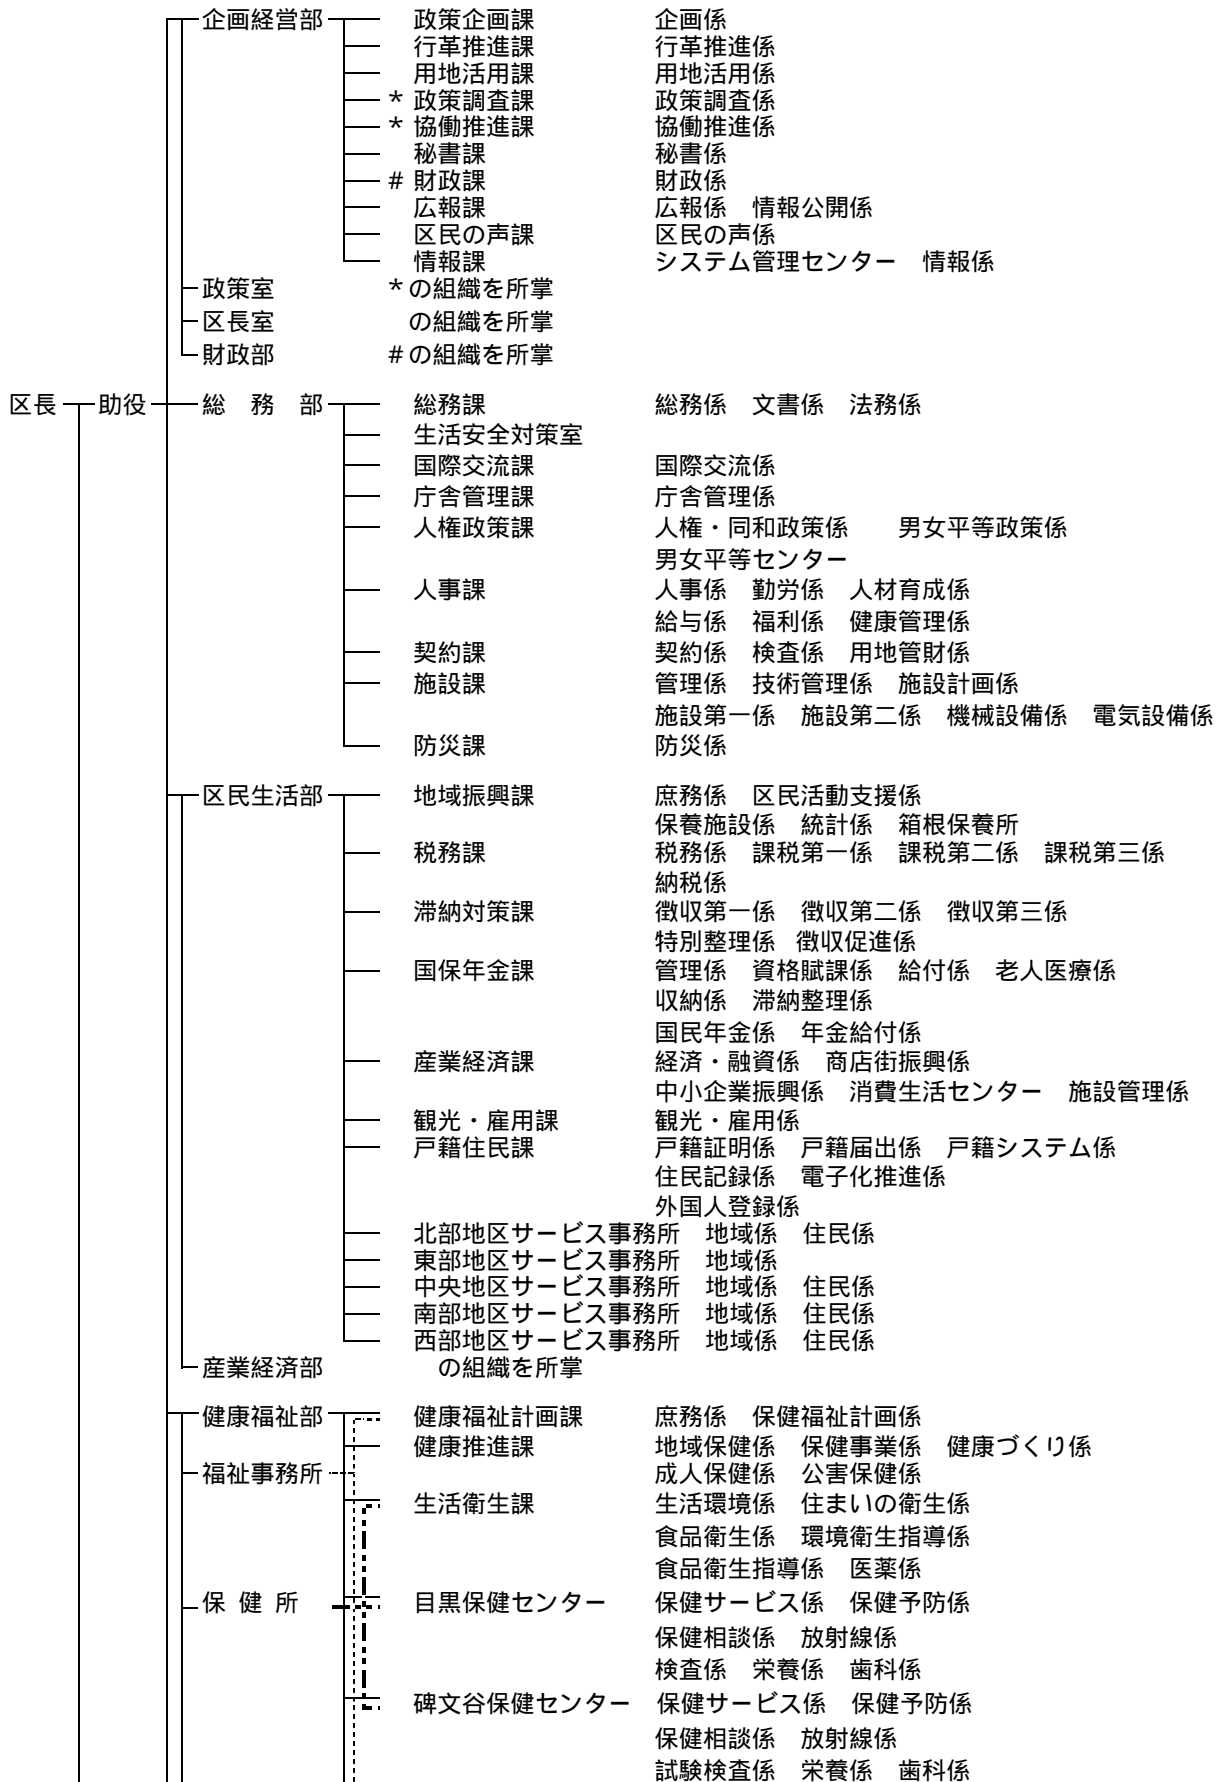 企画経営部 政策企画課 企画係
行革推進課 行革推進係
用地活用課 用地活用係
* 政策調査課 政策調査係
* 協働推進課 協働推進係
秘書課 秘書係
# 財政課 財政係
広報課 広報係 情報公開係
区民の声課 区民の声係
情報課 システム管理センター 情報係
政策室 *の組織を所掌
区長室 の組織を所掌
財政部 #の組織を所掌
区長 助役 総務部 総務課 総務係 文書係 法務係
生活安全対策室
国際交流課 国際交流係
庁舎管理課 庁舎管理係
人権政策課 人権・同和政策係 男女平等政策係
男女平等センター
人事課 人事係 勤労係 人材育成係
給与係 福利係 健康管理係
契約課 契約係 検査係 用地管財係
施設課 管理係 技術管理係 施設計画係
施設第一係 施設第二係 機械設備係 電気設備係
防災課 防災係
区民生活部 地域振興課 庶務係 区民活動支援係
保養施設係 統計係 箱根保養所
税務課 税務係 課税第一係 課税第二係 課税第三係
納税係
滞納対策課 徴収第一係 徴収第二係 徴収第三係
特別整理係 徴収促進係
国保年金課 管理係 資格賦課係 給付係 老人医療係
収納係 滞納整理係
国民年金係 年金給付係
産業経済課 経済・融資係 商店街振興係
中小企業振興係 消費生活センター 施設管理係
観光・雇用課 観光・雇用係
戸籍住民課 戸籍証明係 戸籍届出係 戸籍システム係
住民記録係 電子化推進係
外国人登録係
北部地区サービス事務所 地域係 住民係
東部地区サービス事務所 地域係
中央地区サービス事務所 地域係 住民係
南部地区サービス事務所 地域係 住民係
西部地区サービス事務所 地域係 住民係
産業経済部 の組織を所掌
健康福祉部 健康福祉計画課 庶務係 保健福祉計画係
健康推進課 地域保健係 保健事業係 健康づくり係
福祉事務所 成人保健係 公害保健係
生活衛生課 生活環境係 住まいの衛生係
食品衛生係 環境衛生指導係
食品衛生指導係 医薬係
保健所 目黒保健センター 保健サービス係 保健予防係
保健相談係 放射線係
検査係 栄養係 歯科係
碑文谷保健センター 保健サービス係 保健予防係
保健相談係 放射線係
試験検査係 栄養係 歯科係